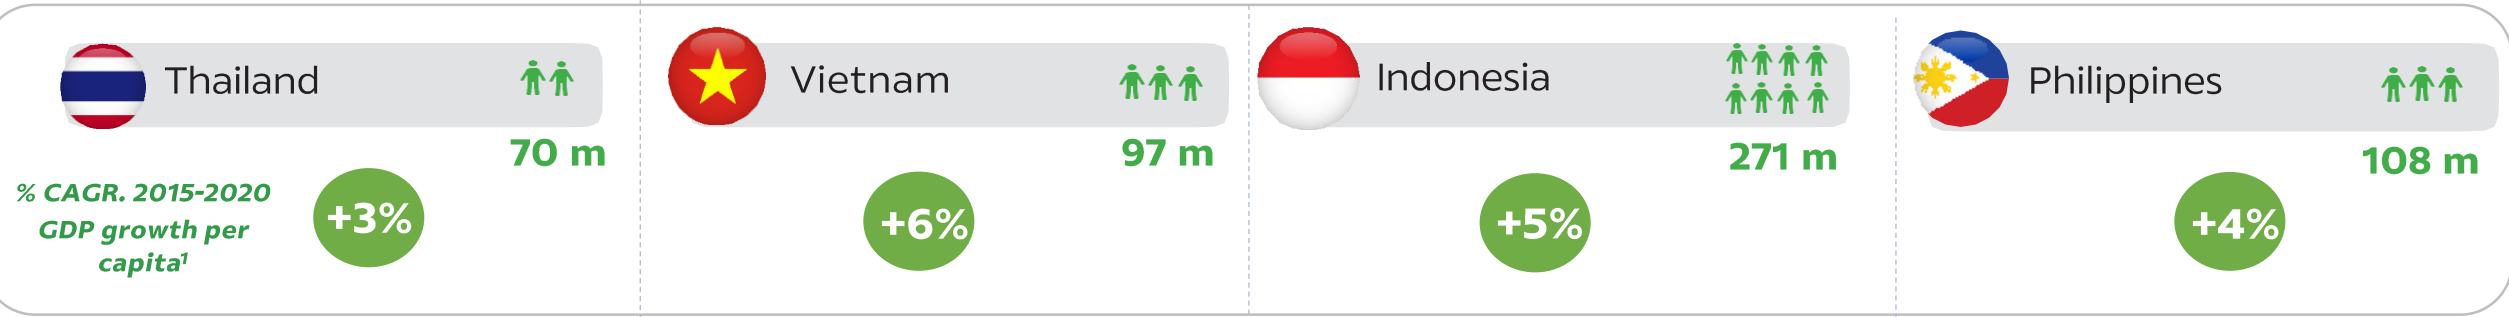 Thailand
70 m
% CAGR. 2015-2020
GDP growth per
capita¹
+3%
Vietnam
97 m
+6%
Indonesia
271 m
+5%
Philippines
108 m
+4%